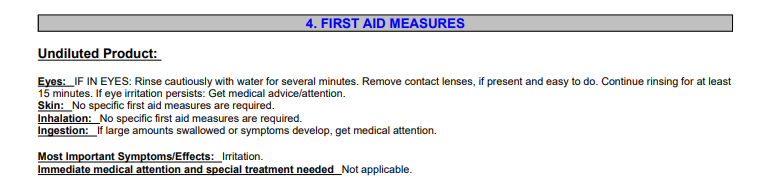 4. FIRST AID MEASURES
Undiluted Product:
Eyes: IF IN EYES: Rinse cautiously with water for several minutes. Remove contact lenses, if present and easy to do. Continue rinsing for at least
15 minutes. If eye irritation persists: Get medical advice/attention.
Skin: No specific first aid measures are required.
Inhalation: No specific first aid measures are required.
Ingestion: If large amounts swallowed or symptoms develop, get medical attention.
Most Important Symptoms/Effects: Irritation.
Immediate medical attention and special treatment needed Not applicable.